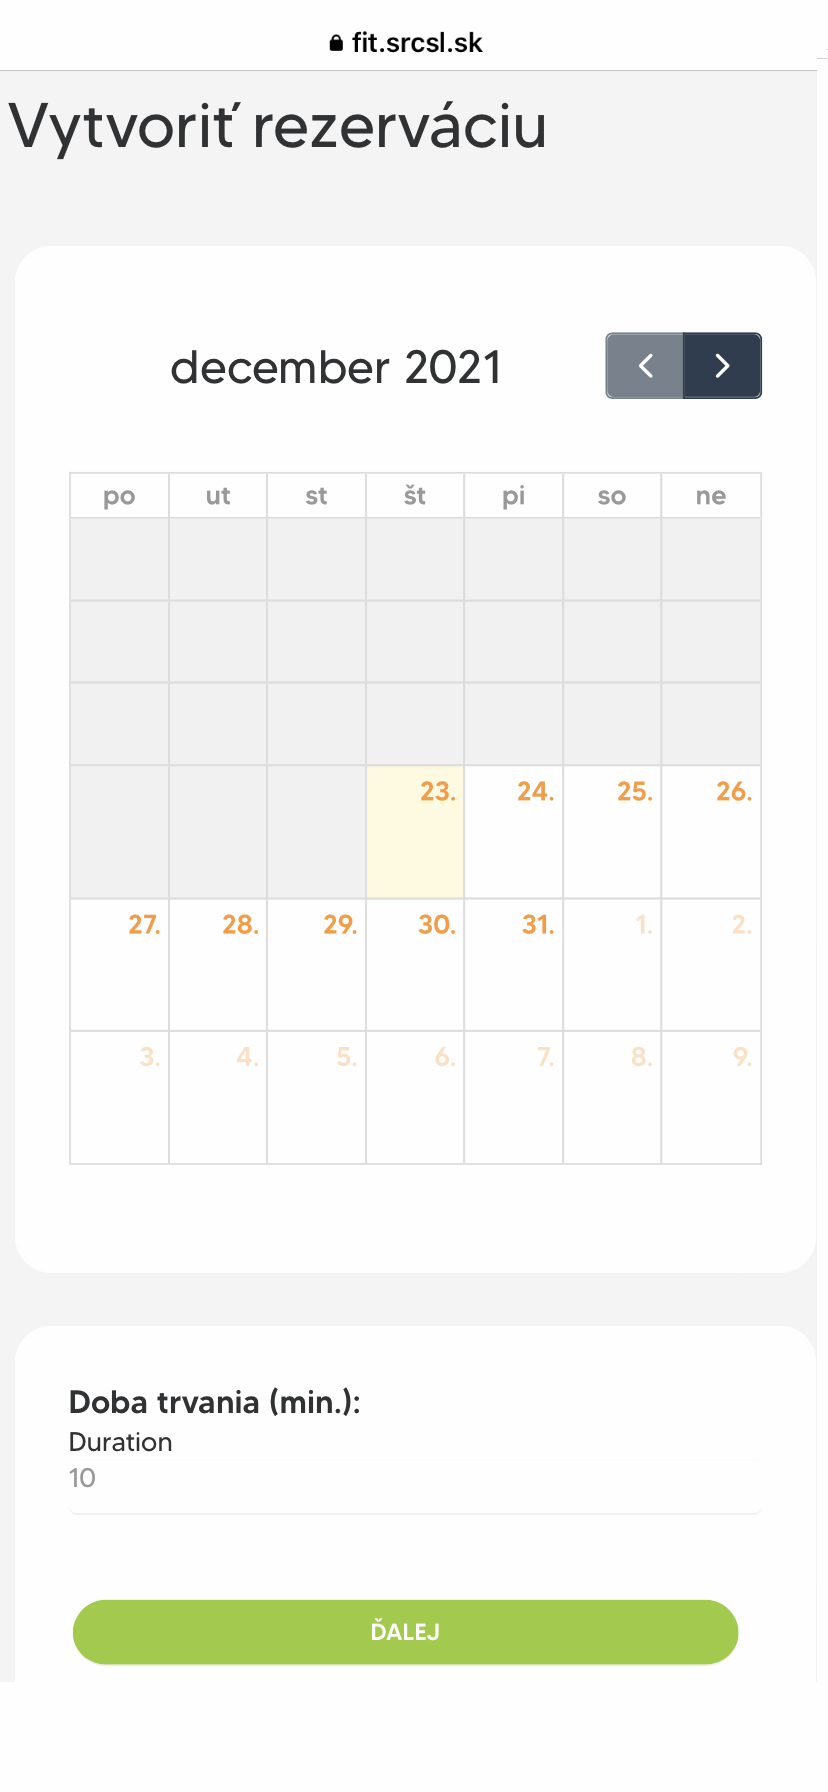 fit.srcsl.sk
Vytvoriť rezerváciu
december 2021
po ut st št pi so ne
23. 24. 25. 26.
27. 28. 29. 30. 31. 1. 2.
3. 4. 5. 6. 7. 8. 9.
Doba trvania (min.):
Duration
10
ĎALEJ